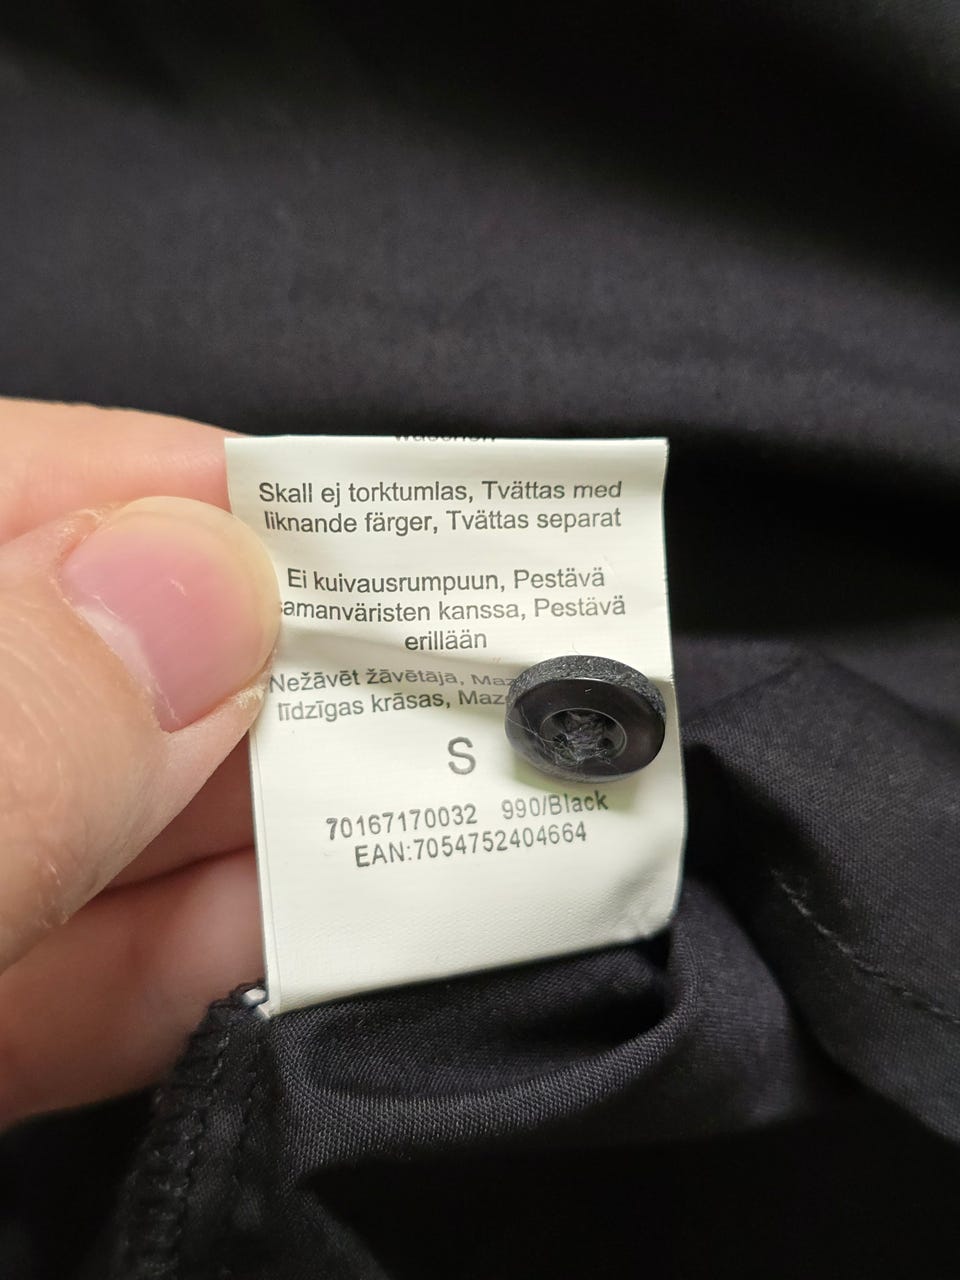 Skall ej torktumlas, Tvättas med
liknande färger, Tvättas separat
Ei kuivausrumpuun, Pestävä
samanväristen kanssa, Pestävä
erillään
Nežāvēt žāvētāja,
līdzīgas krāsas,
S
70167170032 990/Black
EAN:7054752404664